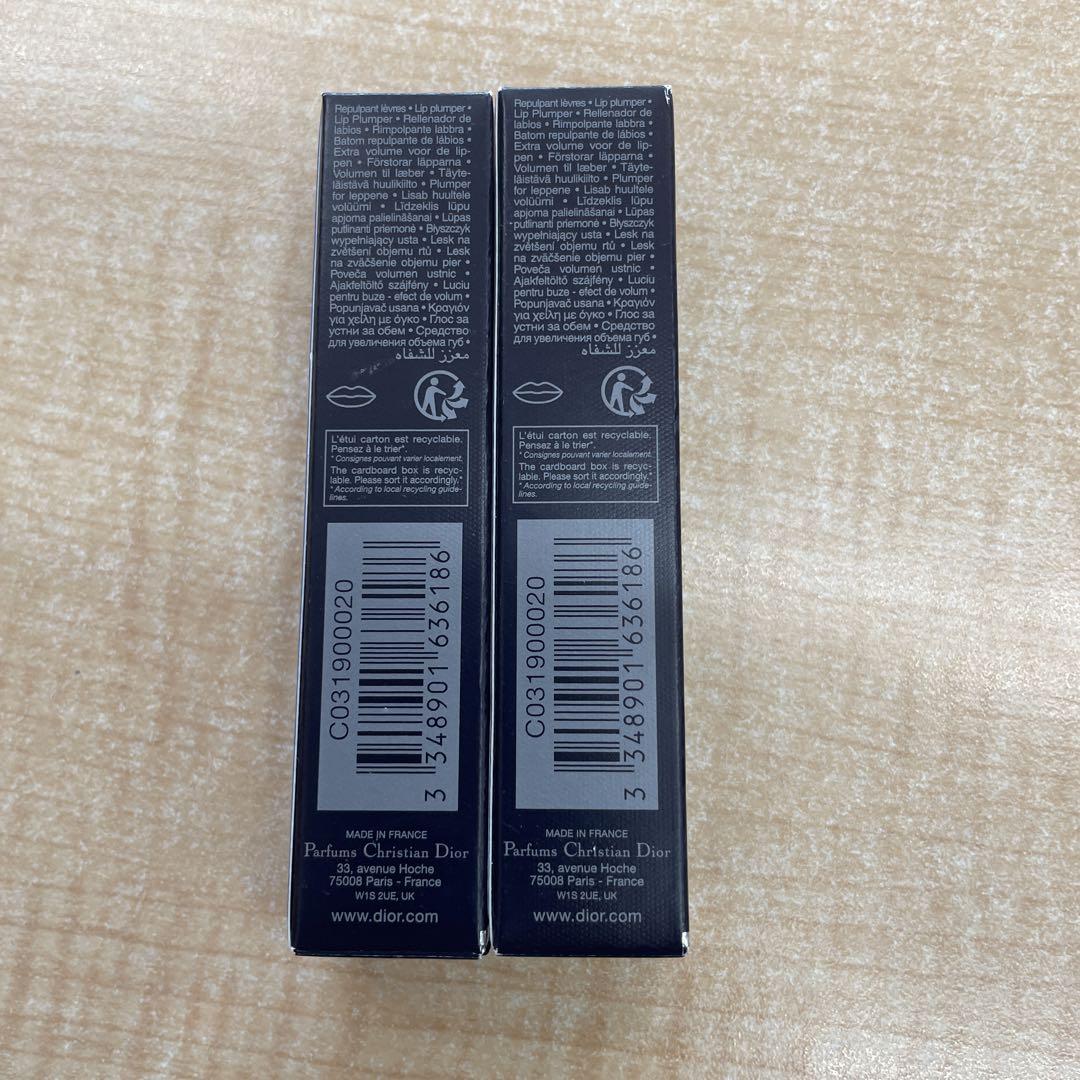 Repulpant lèvres • Lip plumper •
Lip Plumper • Rellenador de
labios • Rimpolpante labbra •
Batom repulpante de lábios •
Extra volume voor de lip-
pen • Förstorar läpparna •
Volumen til læber • Täyte-
läistävä huulikiilto • Plumper
for leppene • Lisab huultele
volüümi • Līdzeklis lūpu
apjoma palielināšanai • Lūpas
putlinanti priemonė • Błyszczyk
wypełniający usta • Lesk na
zvětšení objemu rtů • Lesk
na zväčšenie objemu pier •
Poveča volumen ustnic •
Ajakfeltöltő szájfény • Luciu
pentru buze - efect de volum •
Popunjavač usana • Κραγιόν
για χείλη με όγκο • Глос за
устни за обем • Средство
для увеличения объема губ •
معزز للشفاه
L'étui carton est recyclable.
Pensez à le trier*.
* Consignes pouvant varier localement.
The cardboard box is recyc-
lable. Please sort it accordingly.*
* According to local recycling guide-
lines.
C031900020
3 348901 636186
MADE IN FRANCE
Parfums Christian Dior
33, avenue Hoche
75008 Paris - France
W1S 2UE, UK
www.dior.com
Repulpant lèvres • Lip plumper •
Lip Plumper • Rellenador de
labios • Rimpolpante labbra •
Batom repulpante de lábios •
Extra volume voor de lip-
pen • Förstorar läpparna •
Volumen til læber • Täyte-
läistävä huulikiilto • Plumper
for leppene • Lisab huultele
volüümi • Līdzeklis lūpu
apjoma palielināšanai • Lūpas
putlinanti priemonė • Błyszczyk
wypełniający usta • Lesk na
zvětšení objemu rtů • Lesk
na zväčšenie objemu pier •
Poveča volumen ustnic •
Ajakfeltöltő szájfény • Luciu
pentru buze - efect de volum •
Popunjavač usana • Κραγιόν
για χείλη με όγκο • Глос за
устни за обем • Средство
для увеличения объема губ •
معزز للشفاه
L'étui carton est recyclable.
Pensez à le trier*.
* Consignes pouvant varier localement.
The cardboard box is recyc-
lable. Please sort it accordingly.*
* According to local recycling guide-
lines.
C031900020
3 348901 636186
MADE IN FRANCE
Parfums Christian Dior
33, avenue Hoche
75008 Paris - France
W1S 2UE, UK
www.dior.com